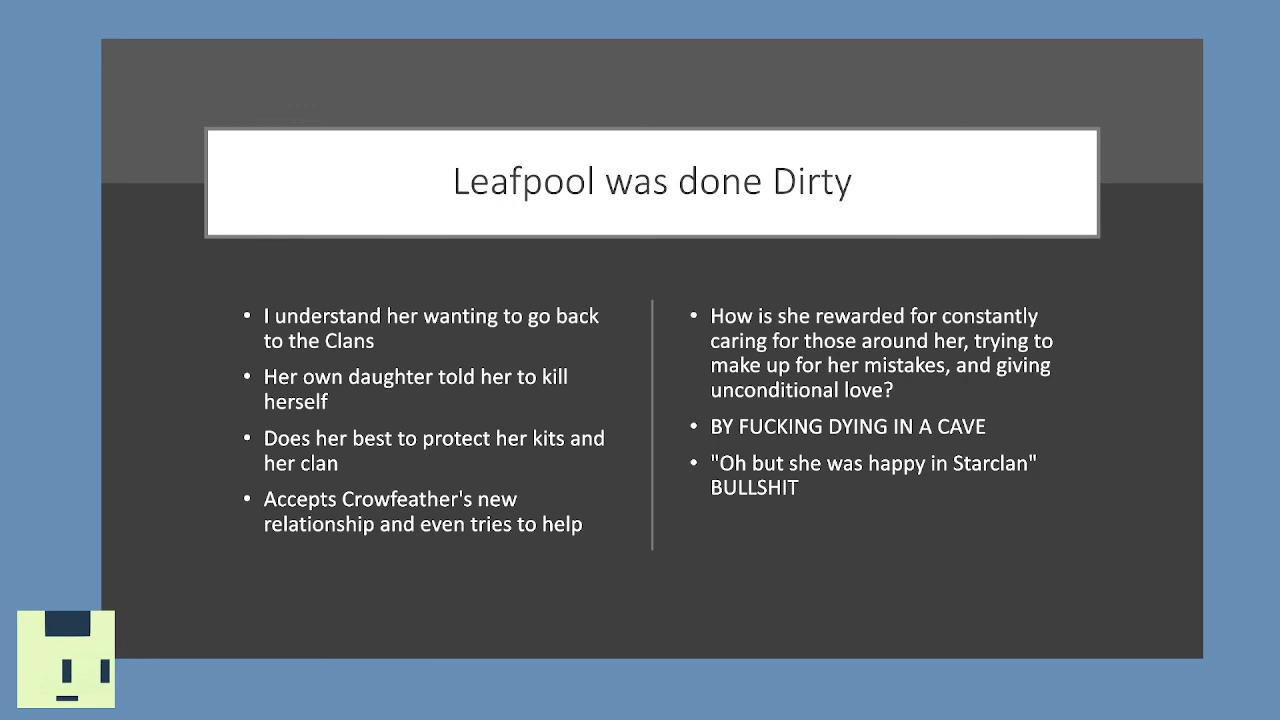 Leafpool was done Dirty
• I understand her wanting to go back
to the Clans
• Her own daughter told her to kill
herself
• Does her best to protect her kits and
her clan
• Accepts Crowfeather's new
relationship and even tries to help
• How is she rewarded for constantly
caring for those around her, trying to
make up for her mistakes, and giving
unconditional love?
• BY FUCKING DYING IN A CAVE
• "Oh but she was happy in Starclan"
BULLSHIT